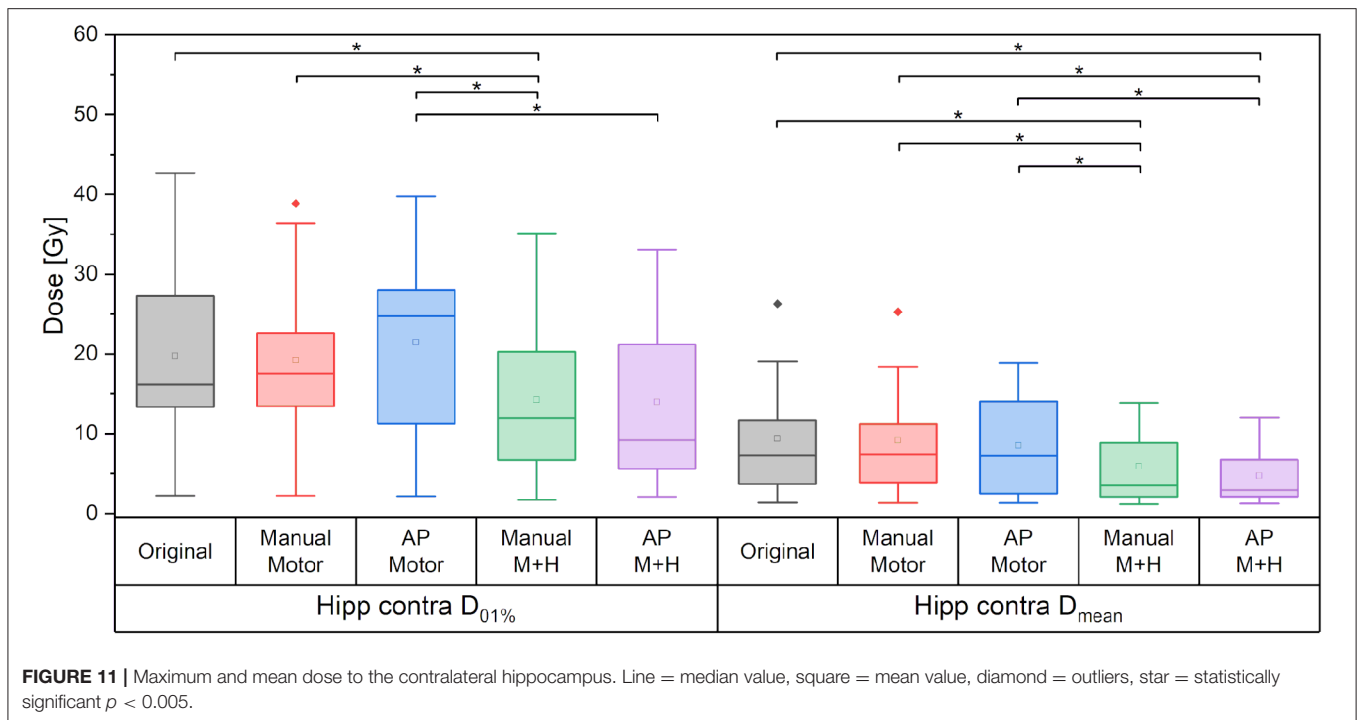 60
50
40
30
20
10
0
Dose [Gy]
* * * * * * * * * *
Original Manual Motor AP Motor Manual M+H AP M+H Original Manual Motor AP Motor Manual M+H AP M+H
Hipp contra D01% Hipp contra Dmean
FIGURE 11 | Maximum and mean dose to the contralateral hippocampus. Line = median value, square = mean value, diamond = outliers, star = statistically
significant p < 0.005.